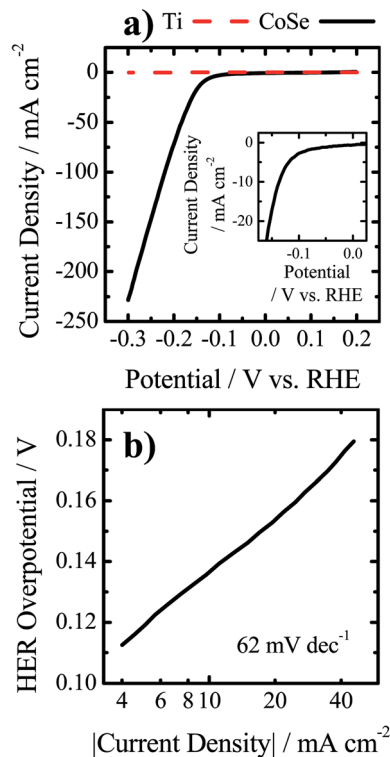 Ti CoSe
a)
Current Density / mA cm-2
0
-50
-100
-150
-200
-250
-0.3 -0.2 -0.1 0.0 0.1 0.2
Potential / V vs. RHE
Current Density
/ mA cm-2
0
-10
-20
-0.1 0.0
Potential
/ V vs. RHE
b)
HER Overpotential / V
0.18
0.16
0.14
0.12
0.10
62 mV dec-1
4 6 8 10 20 40
|Current Density| / mA cm-2